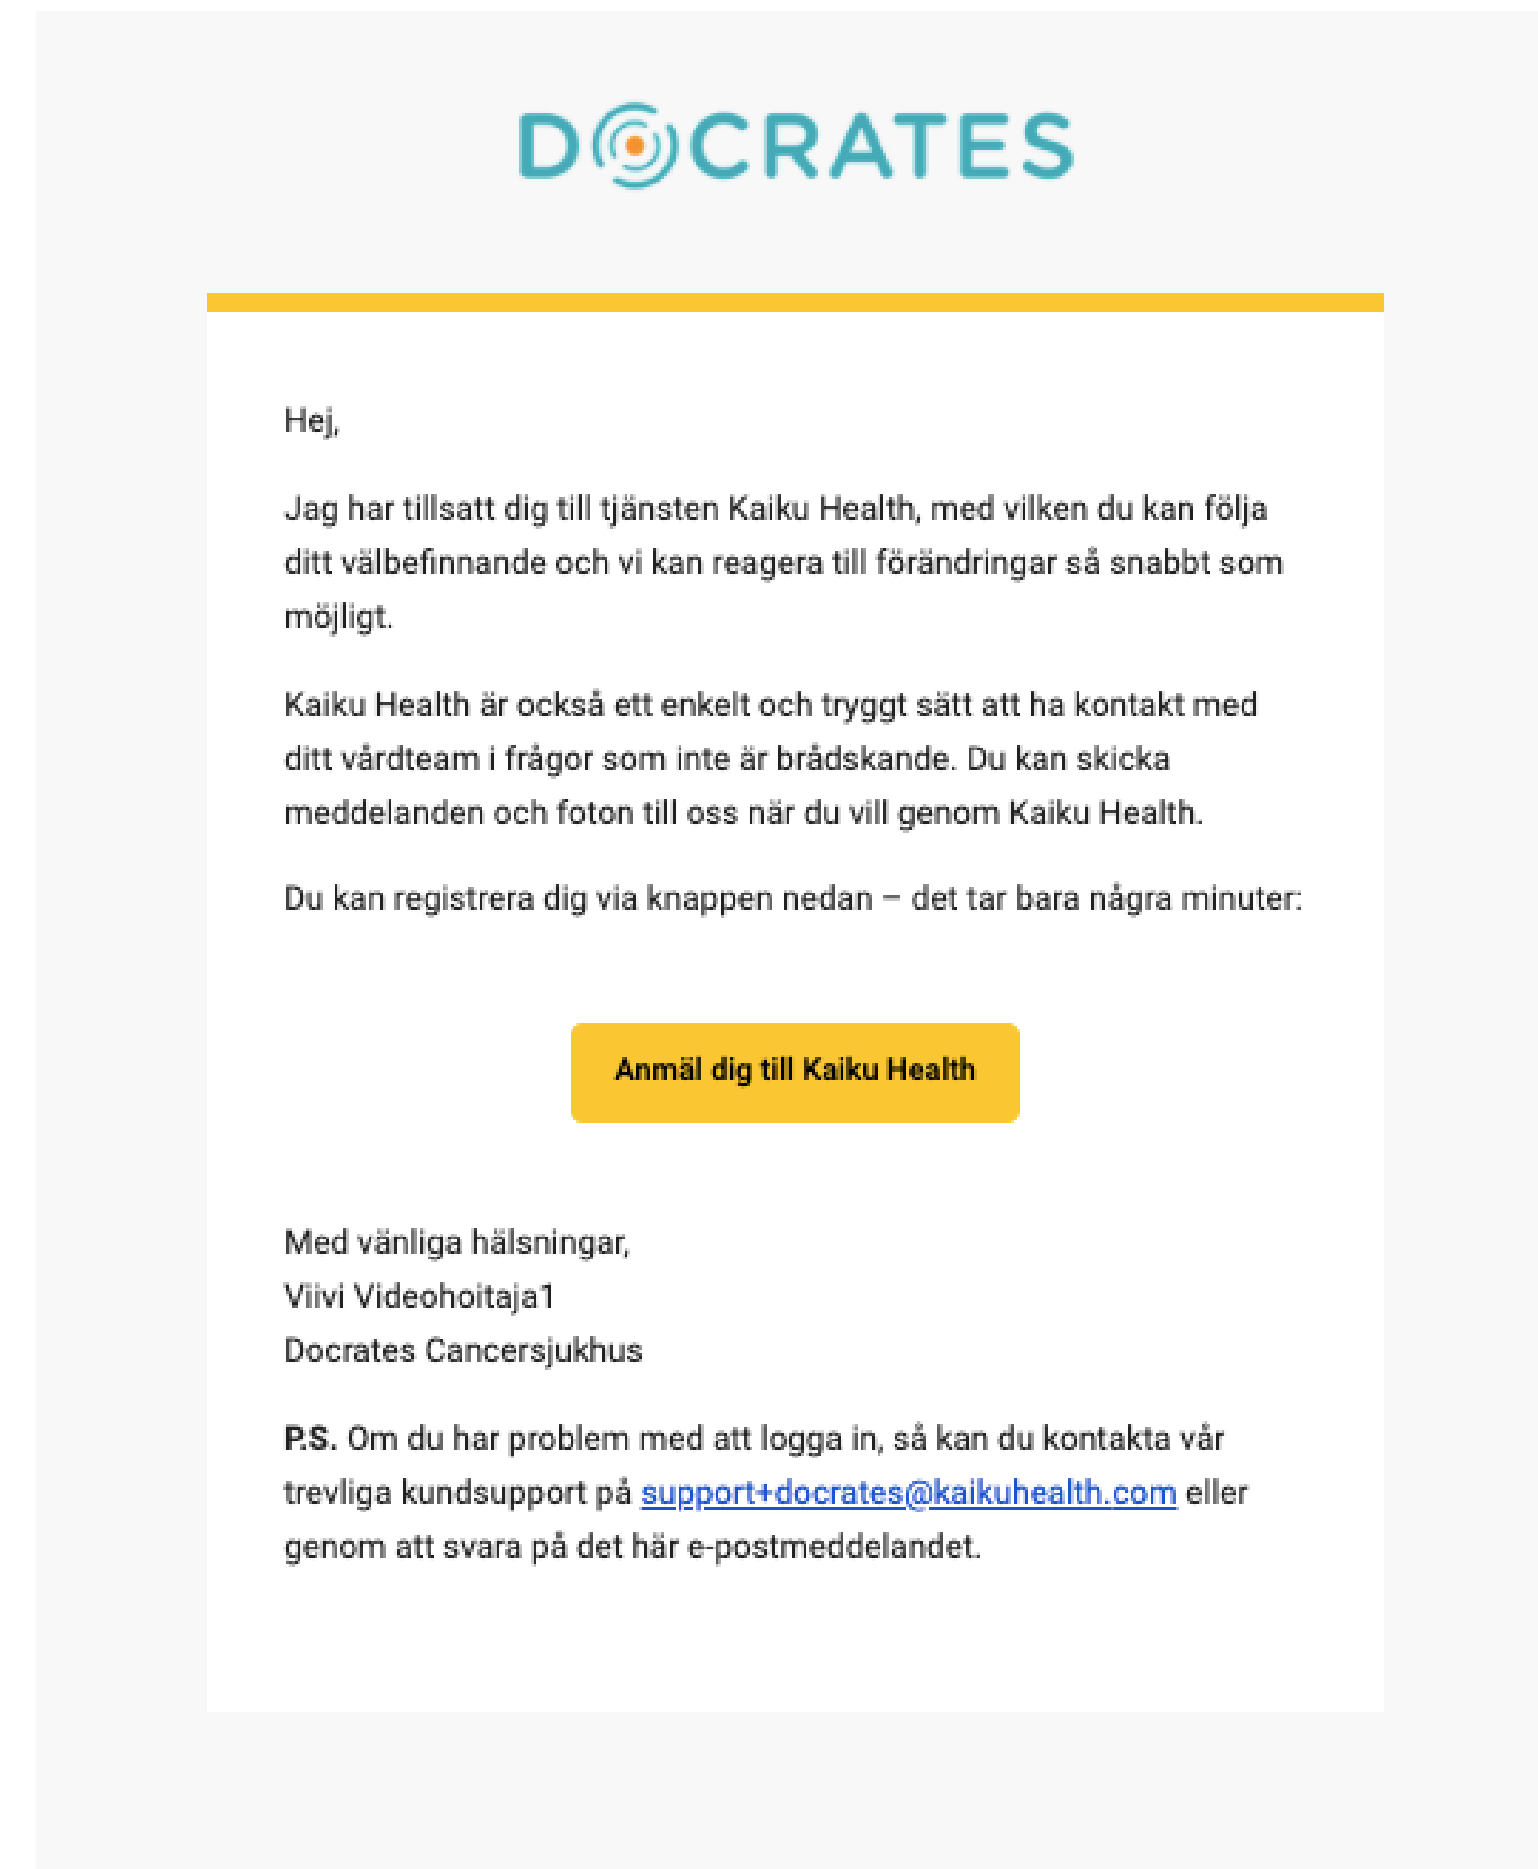 DOCRATES
Hej,
Jag har tillsatt dig till tjänsten Kaiku Health, med vilken du kan följa
ditt välbefinnande och vi kan reagera till förändringar så snabbt som
möjligt.
Kaiku Health är också ett enkelt och tryggt sätt att ha kontakt med
ditt vårdteam i frågor som inte är brådskande. Du kan skicka
meddelanden och foton till oss när du vill genom Kaiku Health.
Du kan registrera dig via knappen nedan – det tar bara några minuter:
Anmäl dig till Kaiku Health
Med vänliga hälsningar,
Viivi Videohoitaja1
Docrates Cancersjukhus
P.S. Om du har problem med att logga in, så kan du kontakta vår
trevliga kundsupport på support+docrates@kaikuhealth.com eller
genom att svara på det här e-postmeddelandet.